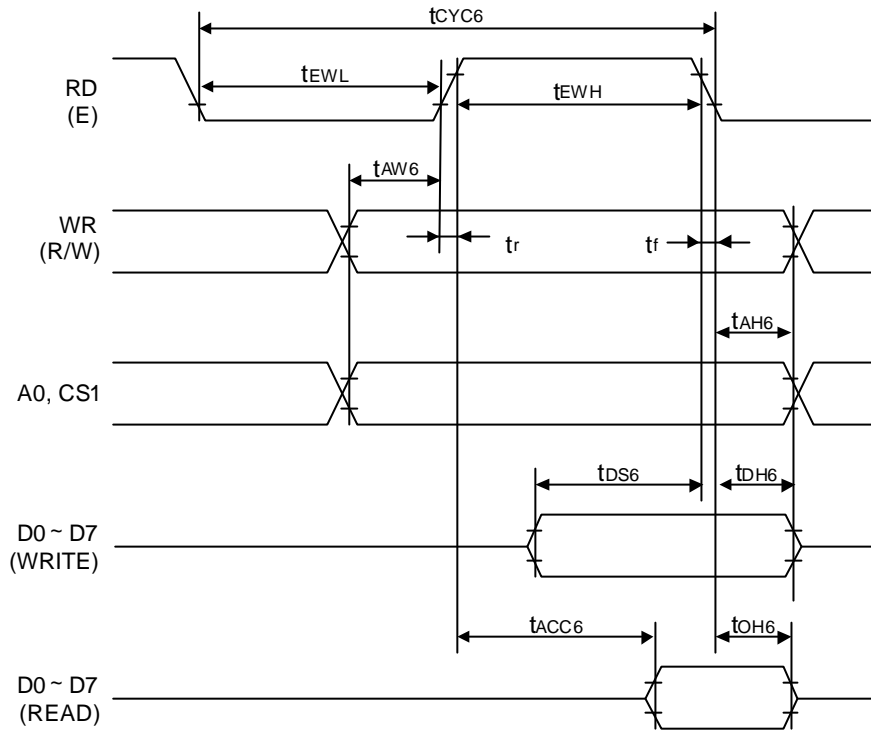 tCYC6
tEWL
tEWH
RD
(E)
tAW6
WR
(R/W)
tr
tf
tAH6
A0, CS1
tDS6
tDH6
D0 ~ D7
(WRITE)
tACC6
tOH6
D0 ~ D7
(READ)